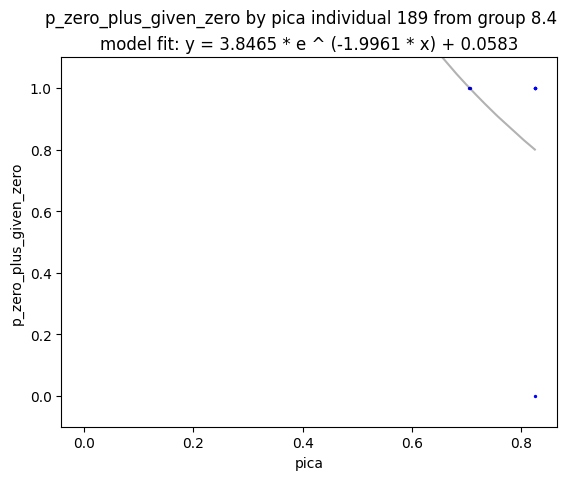 p_zero_plus_given_zero by pica individual 189 from group 8.4
model fit: y = 3.8465 * e ^ (-1.9961 * x) + 0.0583
p_zero_plus_given_zero
1.0
0.8
0.6
0.4
0.2
0.0
0.0 0.2 0.4 0.6 0.8
pica